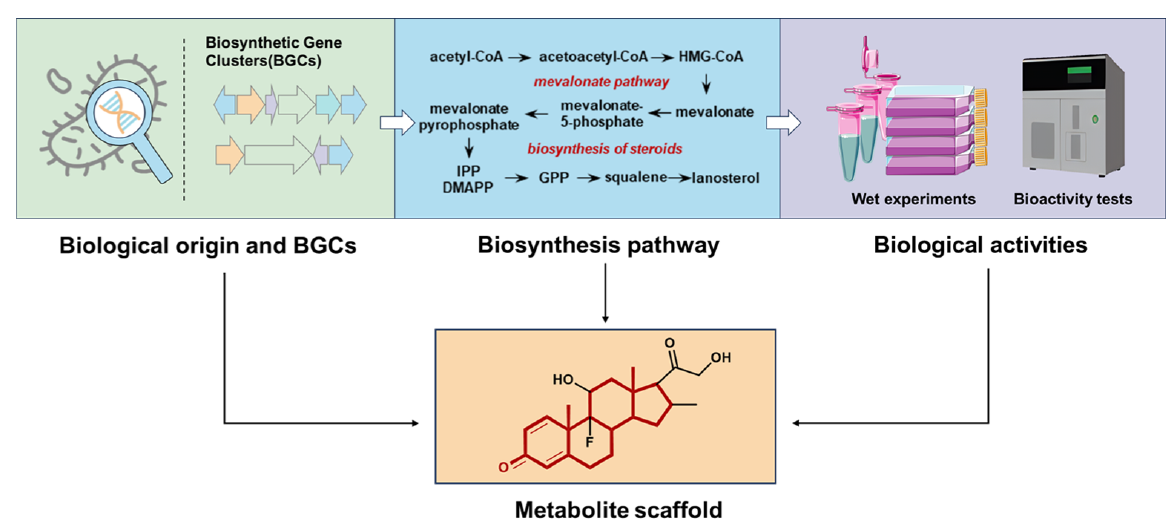 Biosynthetic Gene
Clusters(BGCs)
acetyl-CoA → acetoacetyl-CoA → HMG-CoA
mevalonate pathway
mevalonate
pyrophosphate ← mevalonate-
5-phosphate ← mevalonate
biosynthesis of steroids
IPP
DMAPP → GPP → squalene → lanosterol
Wet experiments
Bioactivity tests
Biological origin and BGCs
Biosynthesis pathway
Biological activities
O
OH
HO
F
O
Metabolite scaffold